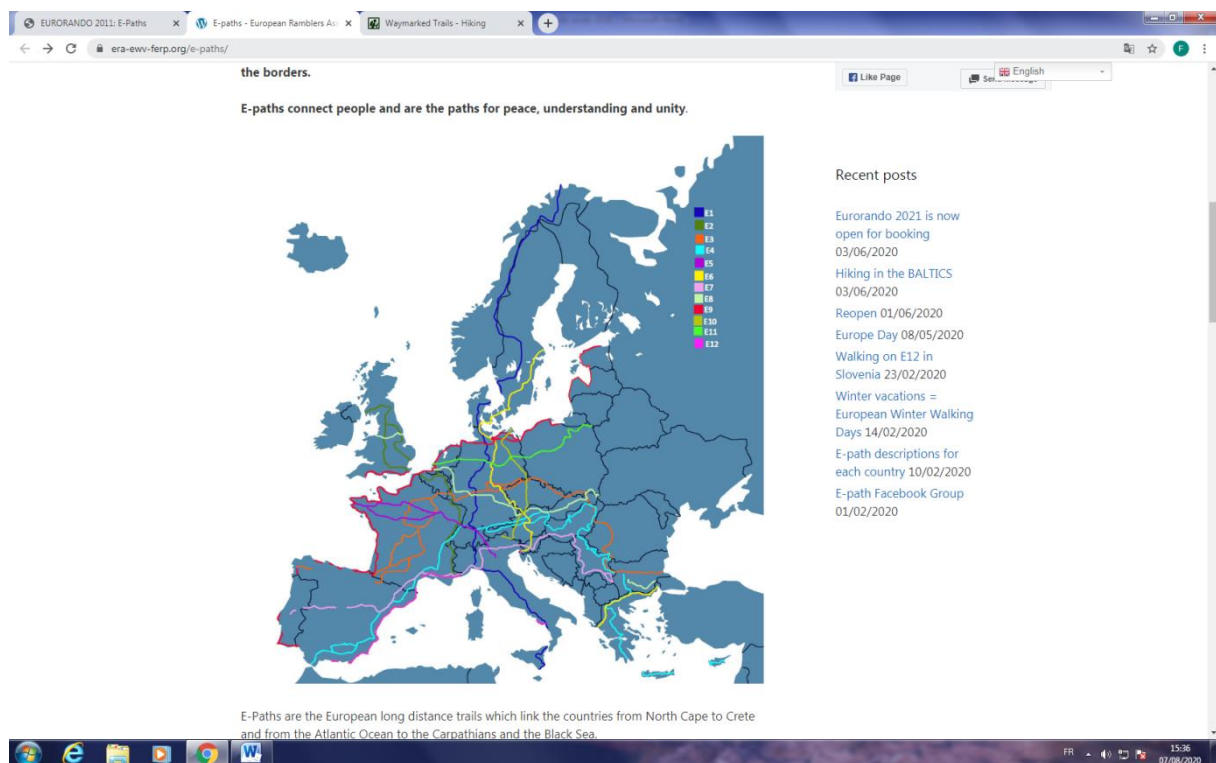 EURORANDO 2011: E-Paths
E-paths - European Ramblers Ass
Waymarked Trails - Hiking
era-ewv-ferp.org/e-paths/
F
the borders.
E-paths connect people and are the paths for peace, understanding and unity.
Like Page
English
E1
E2
E3
E4
E5
E6
E7
E8
E9
E10
E11
E12
Recent posts
Eurorando 2021 is now
open for booking
03/06/2020
Hiking in the BALTICS
03/06/2020
Reopen 01/06/2020
Europe Day 08/05/2020
Walking on E12 in
Slovenia 23/02/2020
Winter vacations =
European Winter Walking
Days 14/02/2020
E-path descriptions for
each country 10/02/2020
E-path Facebook Group
01/02/2020
E-Paths are the European long distance trails which link the countries from North Cape to Crete
and from the Atlantic Ocean to the Carpathians and the Black Sea.
FR
15:36
07/08/2020